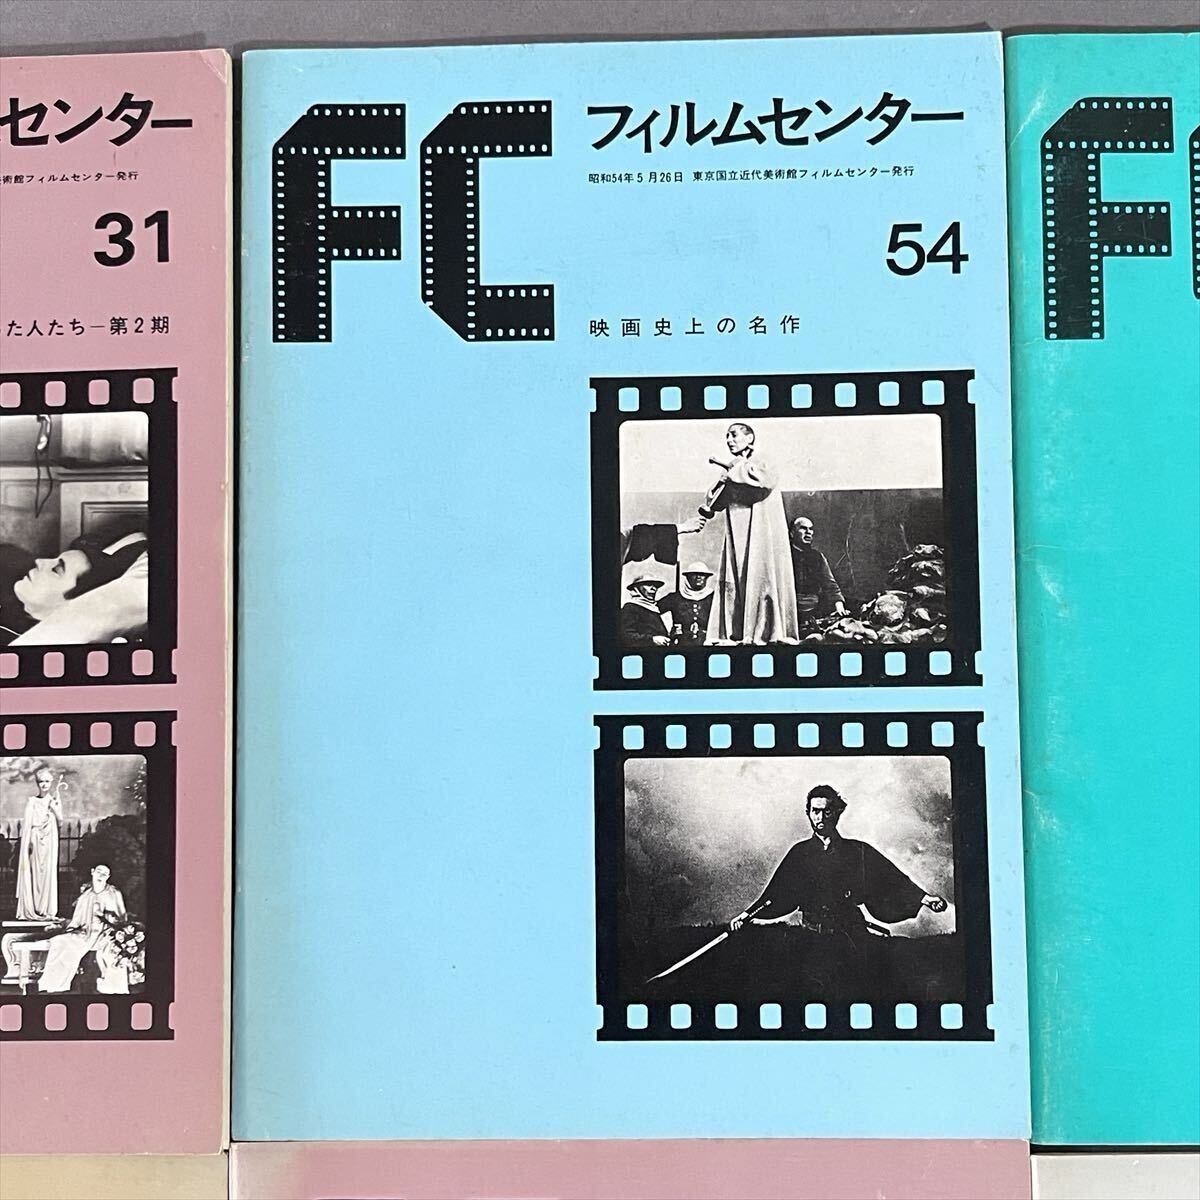 センター
術館フィルムセンター発行
31
た人たち－第2期
FC
フィルムセンター
昭和54年5月26日 東京国立近代美術館フィルムセンター発行
54
映画史上の名作
F